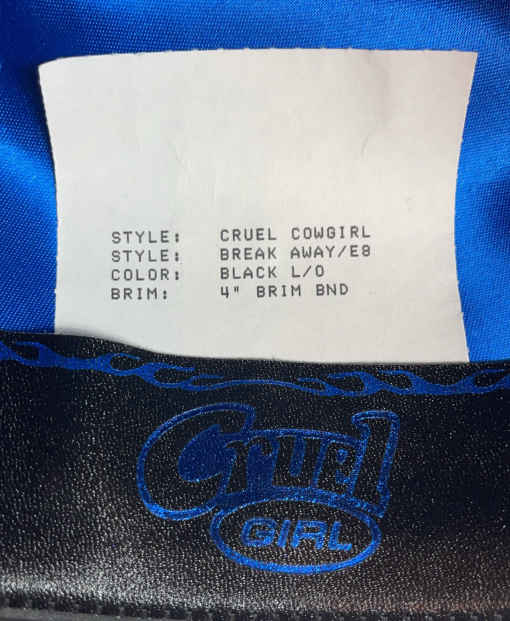 STYLE: CRUEL COWGIRL
STYLE: BREAK AWAY/E8
COLOR: BLACK L/O
BRIM: 4" BRIM BND
Cruel
GIRL